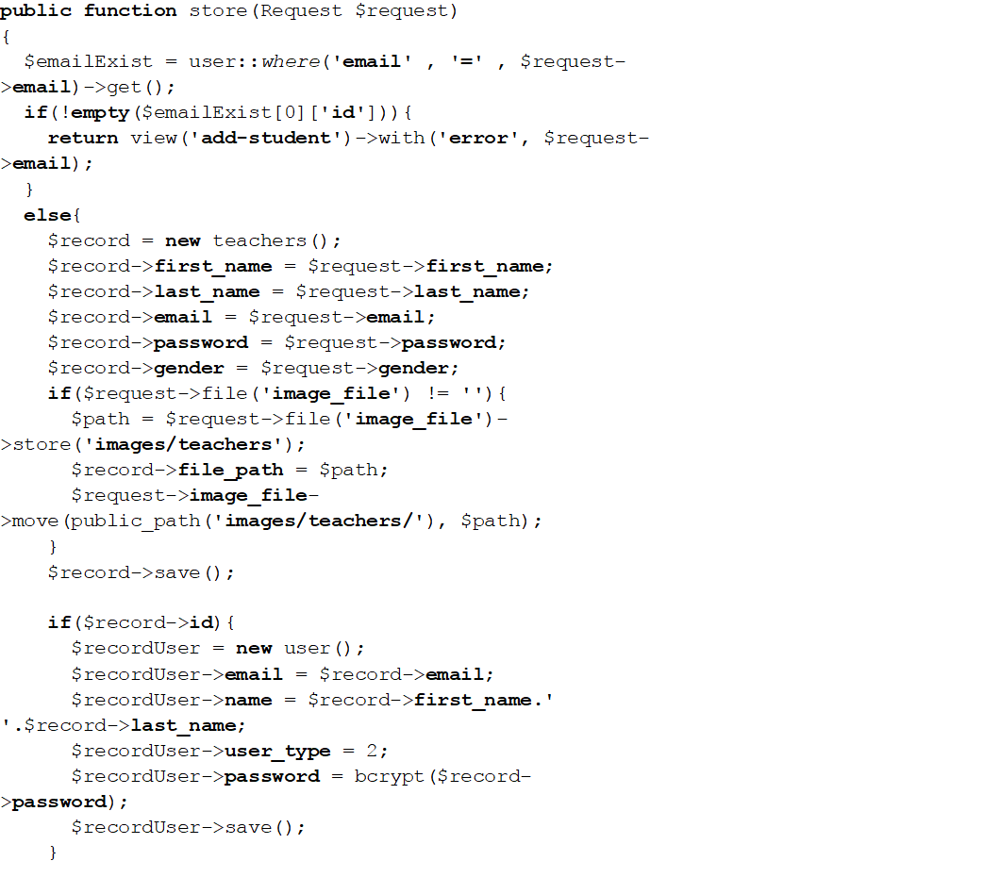 public function store(Request $request)
{
  $emailExist = user::where('email' , '=' , $request-
>email)->get();
  if(!empty($emailExist[0]['id'])){
    return view('add-student')->with('error', $request-
>email);
  }
  else{
    $record = new teachers();
    $record->first_name = $request->first_name;
    $record->last_name = $request->last_name;
    $record->email = $request->email;
    $record->password = $request->password;
    $record->gender = $request->gender;
    if($request->file('image_file') != ''){
      $path = $request->file('image_file')-
>store('images/teachers');
      $record->file_path = $path;
      $request->image_file-
>move(public_path('images/teachers/'), $path);
    }
    $record->save();

    if($record->id){
      $recordUser = new user();
      $recordUser->email = $record->email;
      $recordUser->name = $record->first_name.'
'.$record->last_name;
      $recordUser->user_type = 2;
      $recordUser->password = bcrypt($record-
>password);
      $recordUser->save();
    }